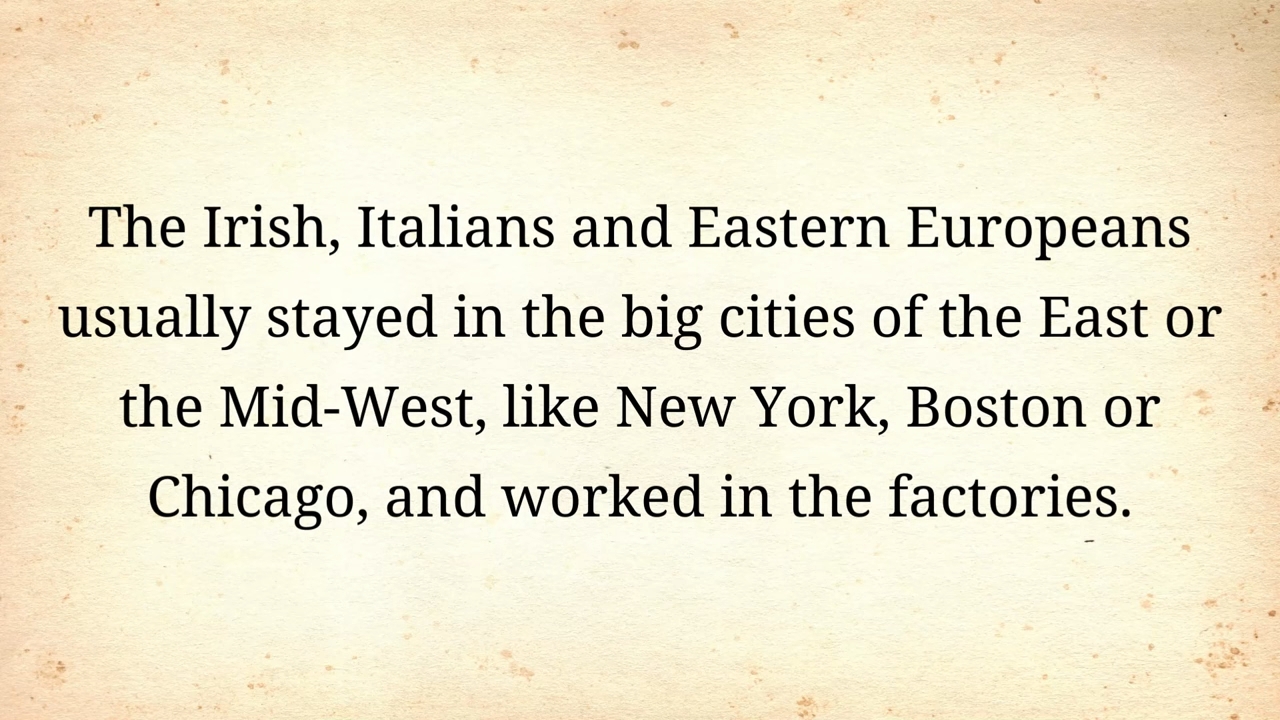 The Irish, Italians and Eastern Europeans
usually stayed in the big cities of the East or
the Mid-West, like New York, Boston or
Chicago, and worked in the factories.